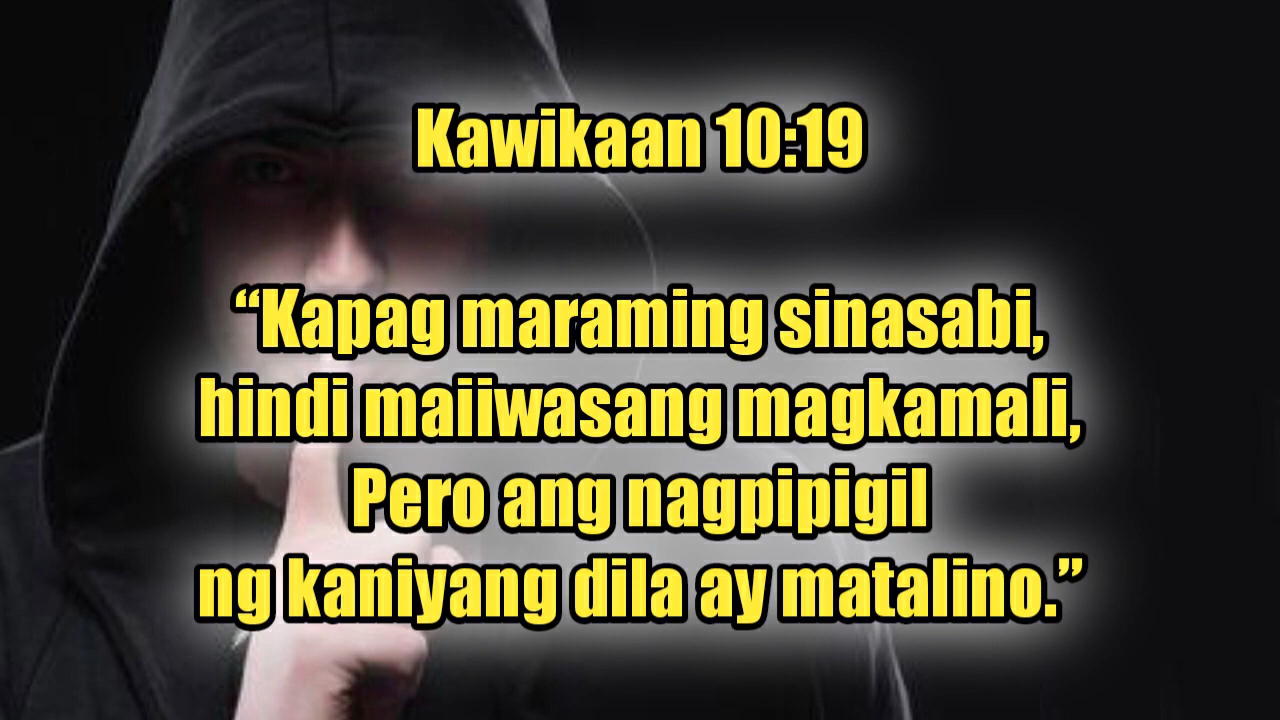 Kawikaan 10:19
“Kapag maraming sinasabi,
hindi maiiwasang magkamali,
Pero ang nagpipigil
ng kaniyang dila ay matalino.”